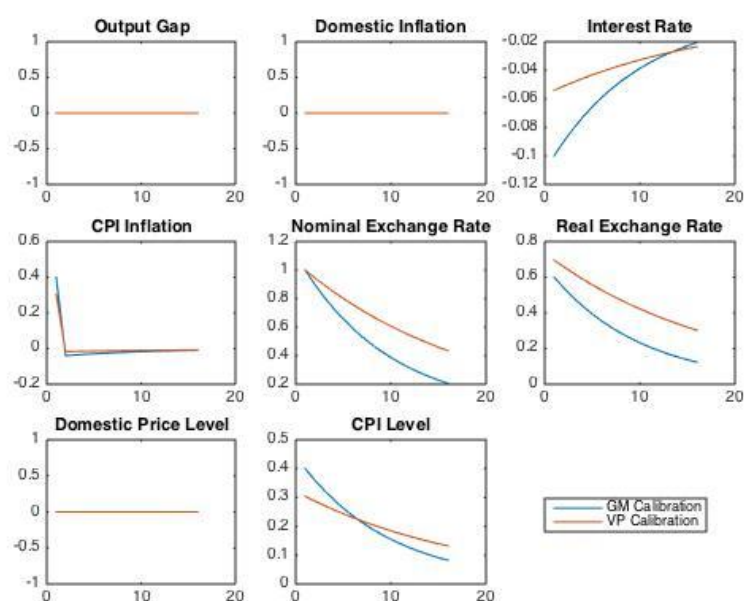 Output Gap
1
0.5
0
-0.5
-1
0 10 20
Domestic Inflation
1
0.5
0
-0.5
-1
0 10 20
Interest Rate
-0.02
-0.04
-0.06
-0.08
-0.1
-0.12
0 10 20
CPI Inflation
0.6
0.4
0.2
0
-0.2
0 10 20
Nominal Exchange Rate
1.2
1
0.8
0.6
0.4
0.2
0 10 20
Real Exchange Rate
0.8
0.6
0.4
0.2
0
0 10 20
Domestic Price Level
1
0.5
0
-0.5
-1
0 10 20
CPI Level
0.5
0.4
0.3
0.2
0.1
0
0 10 20
GM Calibration
VP Calibration